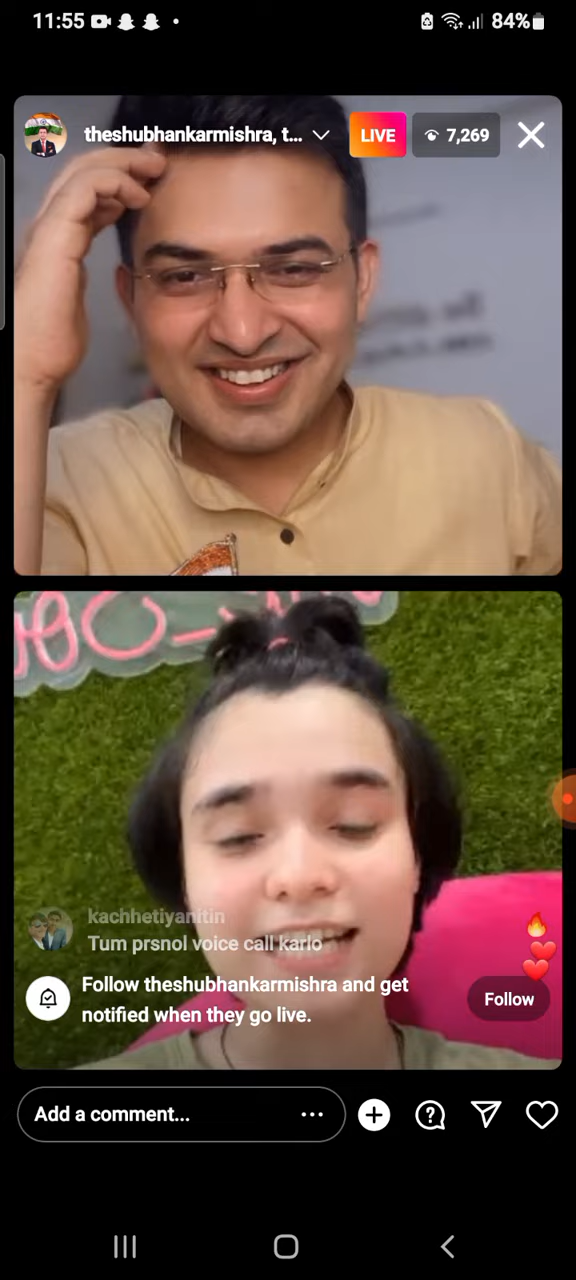 11:55
84%
theshubhankarmishra, t...
LIVE
7,269
kachhetiyanitin
Tum prsnol voice call karlo
Follow theshubhankarmishra and get
notified when they go live.
Follow
Add a comment...